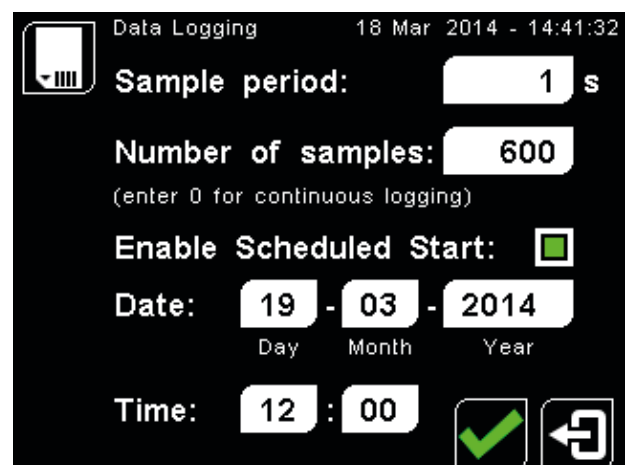 Data Logging 18 Mar 2014 - 14:41:32
Sample period: 1 s
Number of samples: 600
(enter 0 for continuous logging)
Enable Scheduled Start:
Date: 19 - 03 - 2014
Day Month Year
Time: 12 : 00